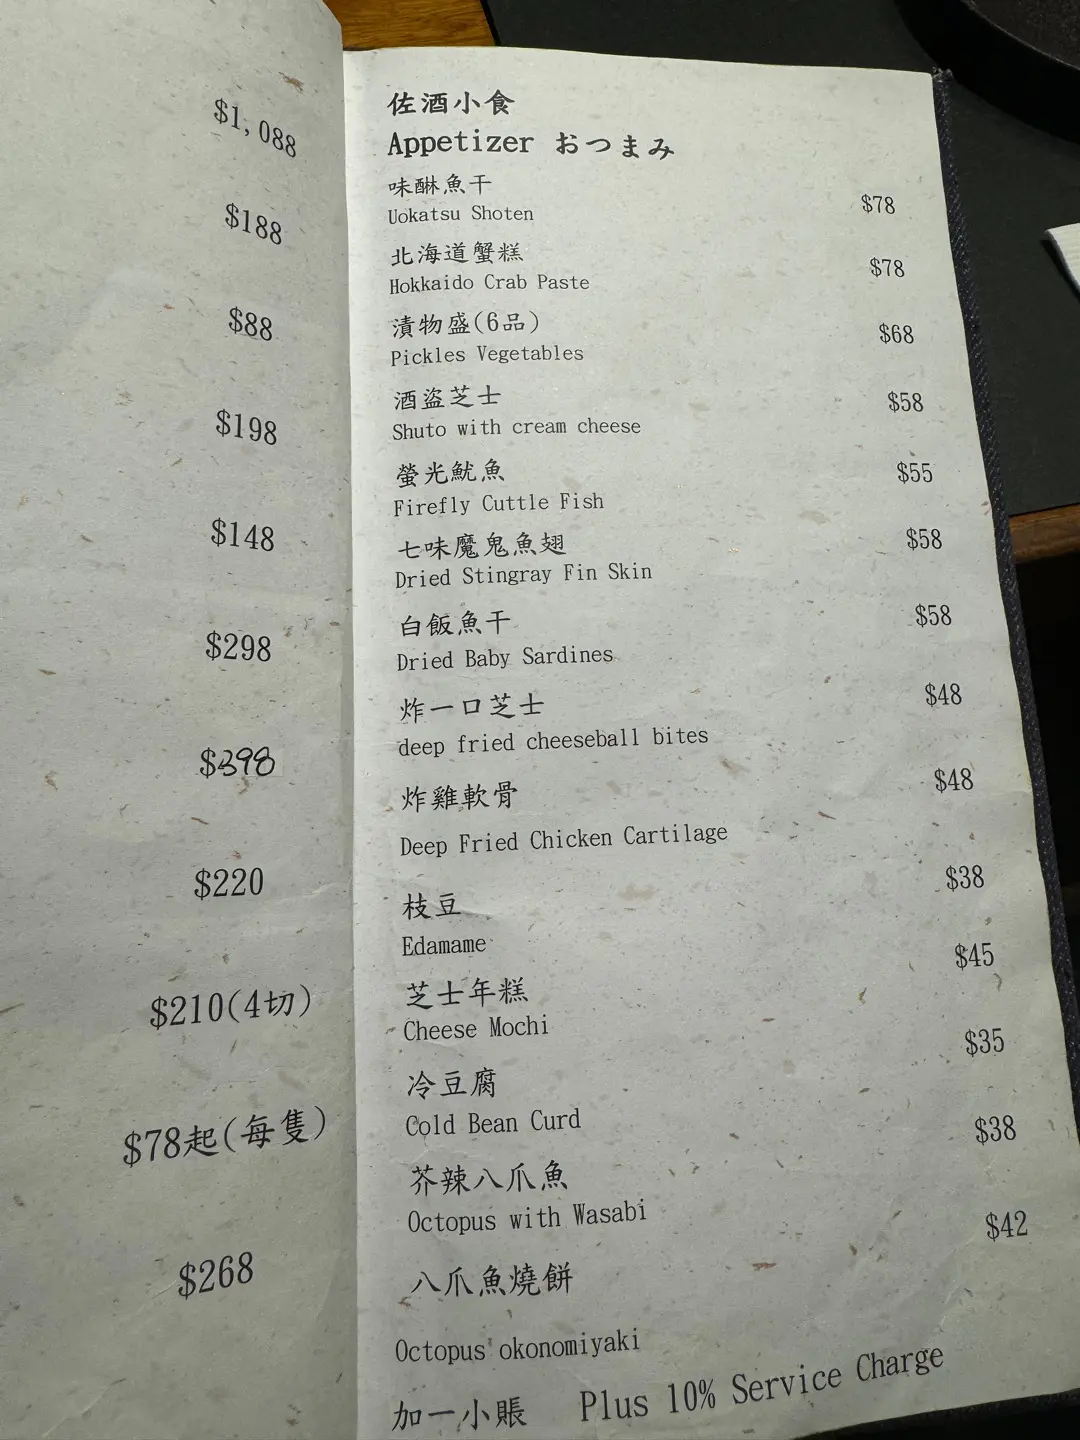 $1,088
$188
$88
$198
$148
$298
$398
$220
$210(4切)
$78起(每隻)
$268
佐酒小食
Appetizer おつまみ
味醂魚干
Uokatsu Shoten $78
北海道蟹糕
Hokkaido Crab Paste $78
漬物盛(6品)
Pickles Vegetables $68
酒盜芝士
Shuto with cream cheese $58
螢光魷魚
Firefly Cuttle Fish $55
七味魔鬼魚翅
Dried Stingray Fin Skin $58
白飯魚干
Dried Baby Sardines $58
炸一口芝士
deep fried cheeseball bites $48
炸雞軟骨
Deep Fried Chicken Cartilage $48
枝豆
Edamame $38
芝士年糕
Cheese Mochi $45
冷豆腐
Cold Bean Curd $35
芥辣八爪魚
Octopus with Wasabi $38
八爪魚燒餅
Octopus okonomiyaki $42
加一小賬 Plus 10% Service Charge